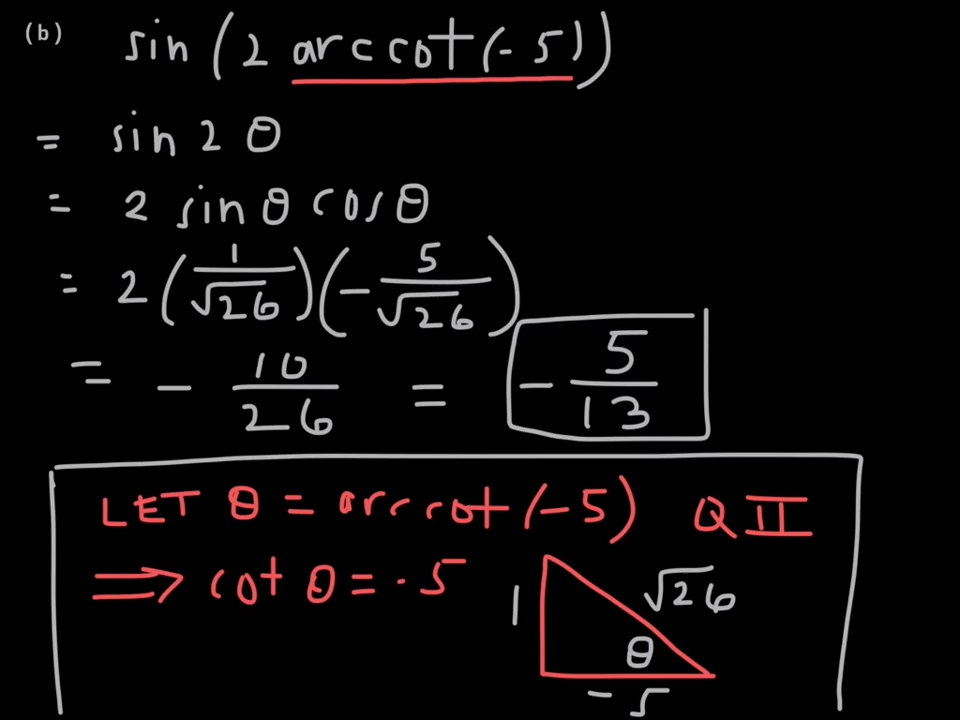 (b) sin(2 arccot(-5))
= sin 2θ
= 2 sinθ cosθ
= 2(1/√26)(-5/√26)
= -10/26 = -5/13
LET θ = arccot(-5) Q II
⟹ cot θ = -5
1
√26
θ
-5